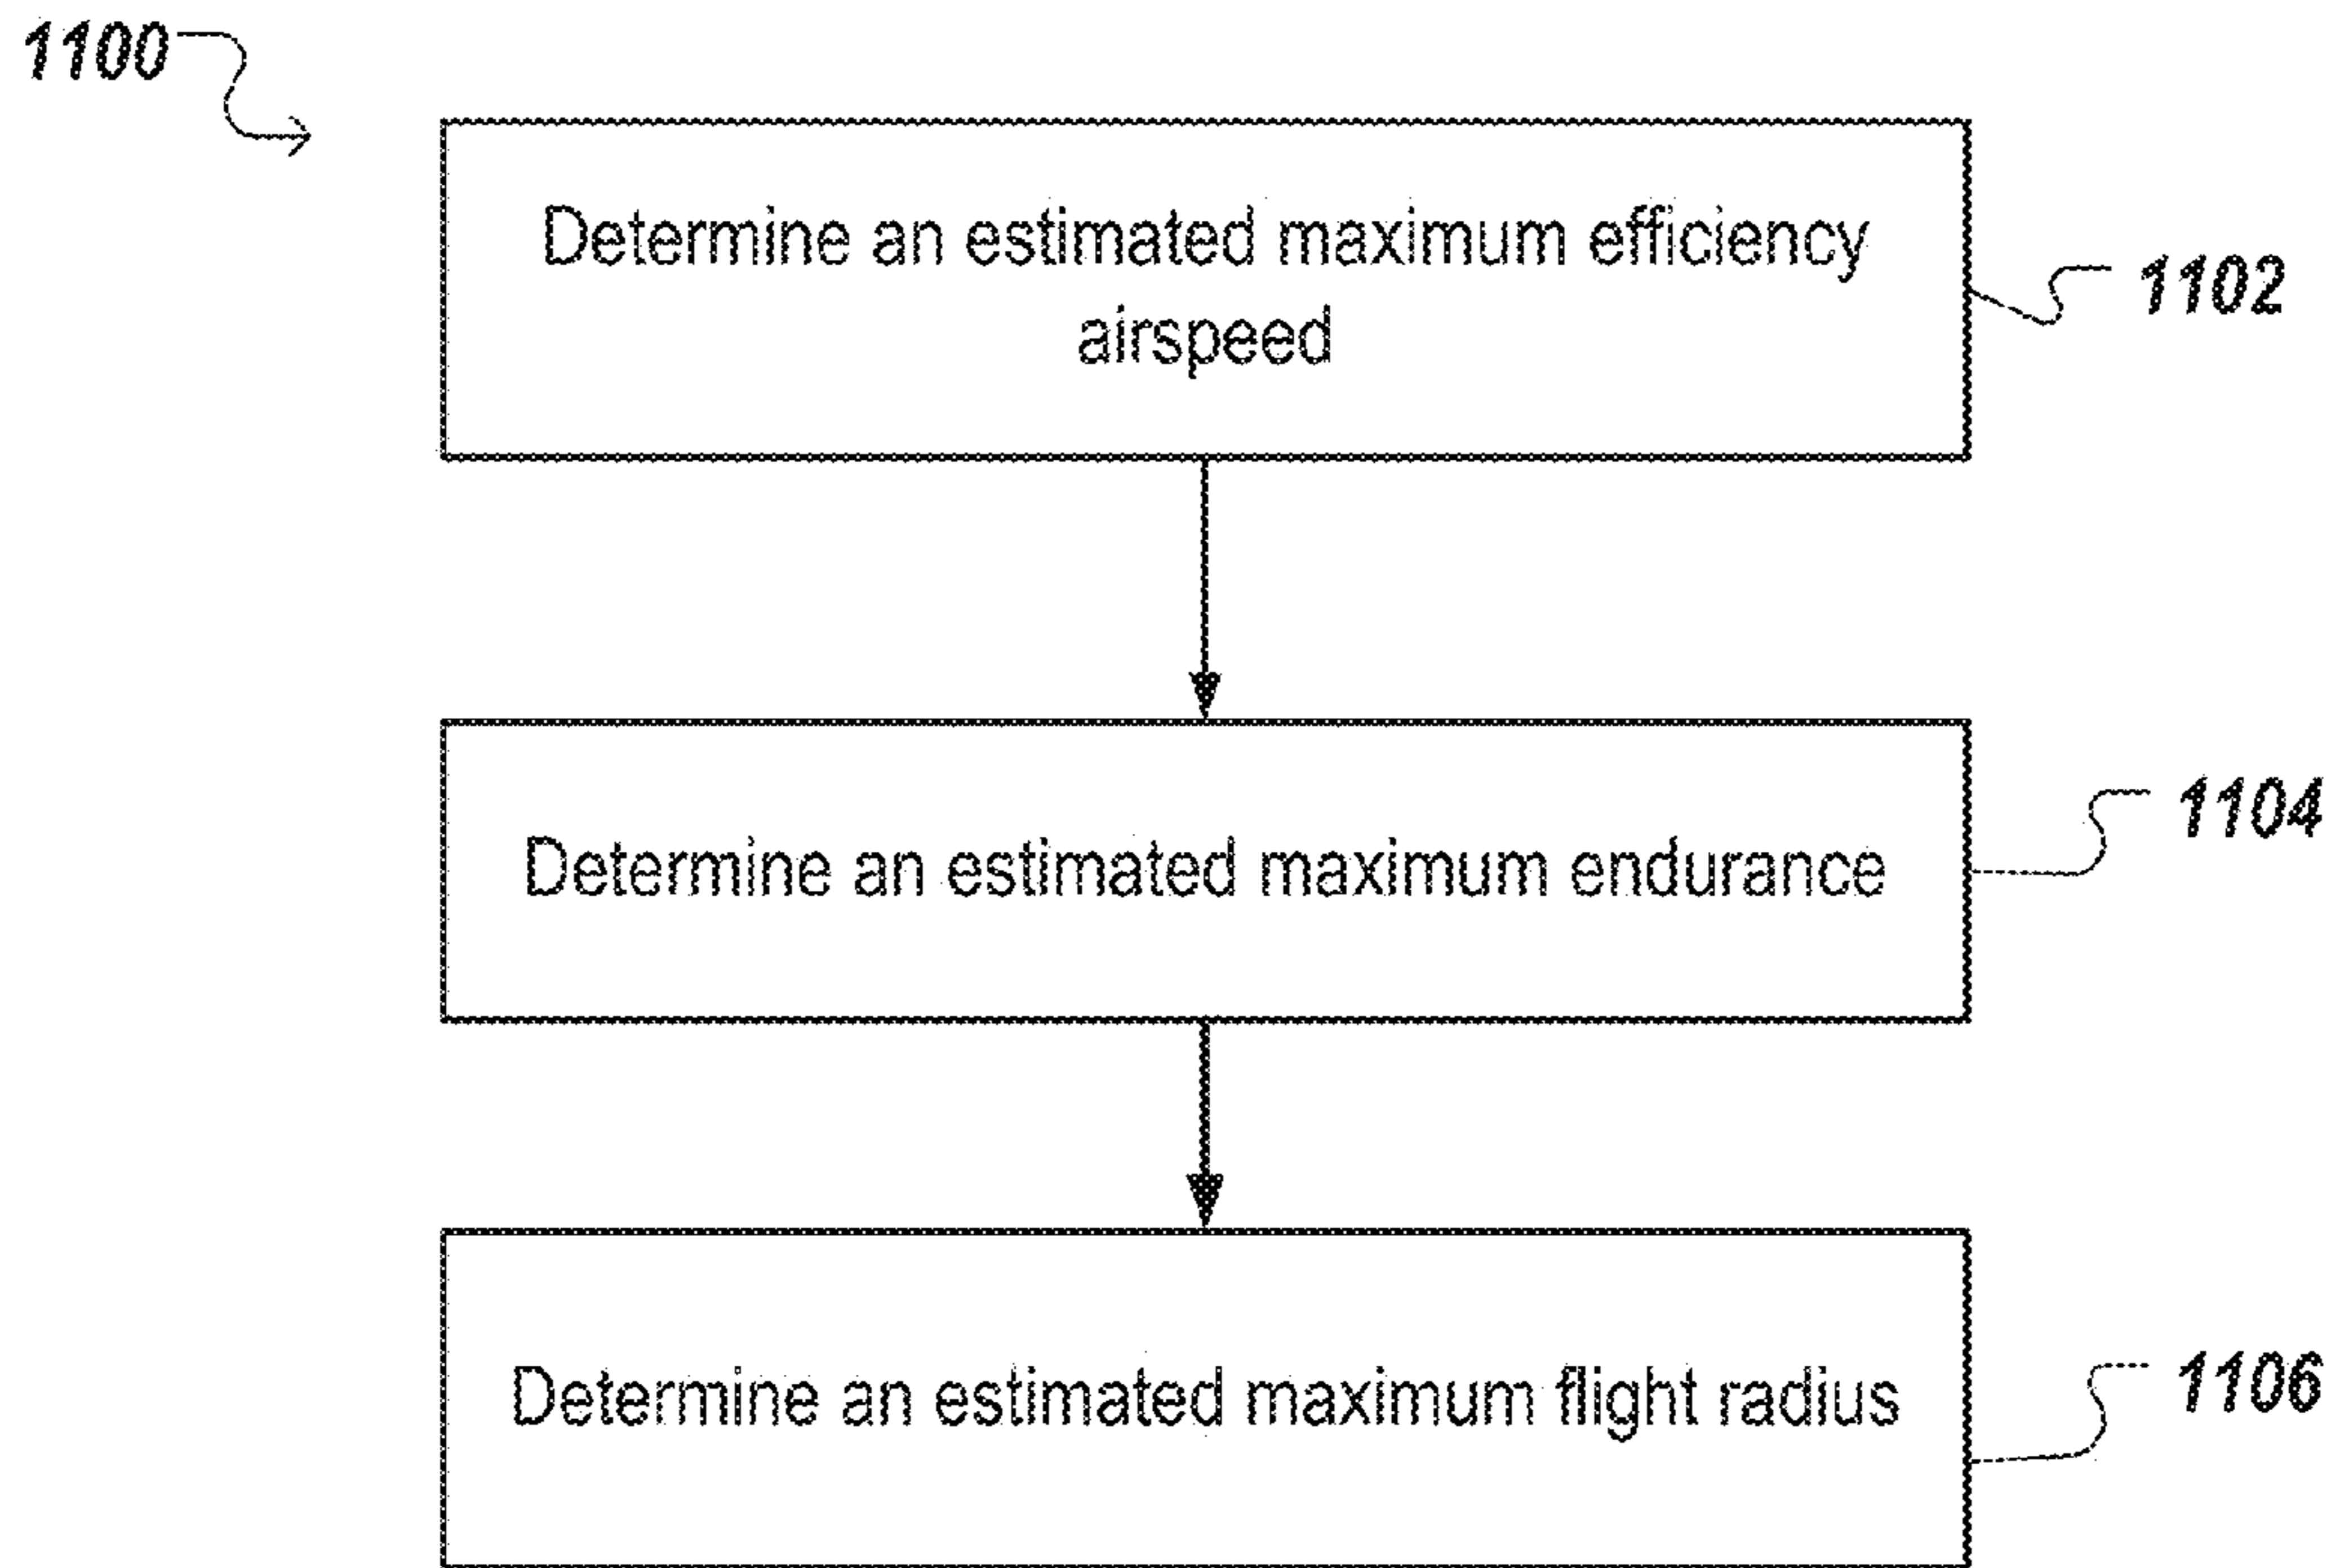 1100
Determine an estimated maximum efficiency
airspeed
1102
Determine an estimated maximum endurance
1104
Determine an estimated maximum flight radius
1106